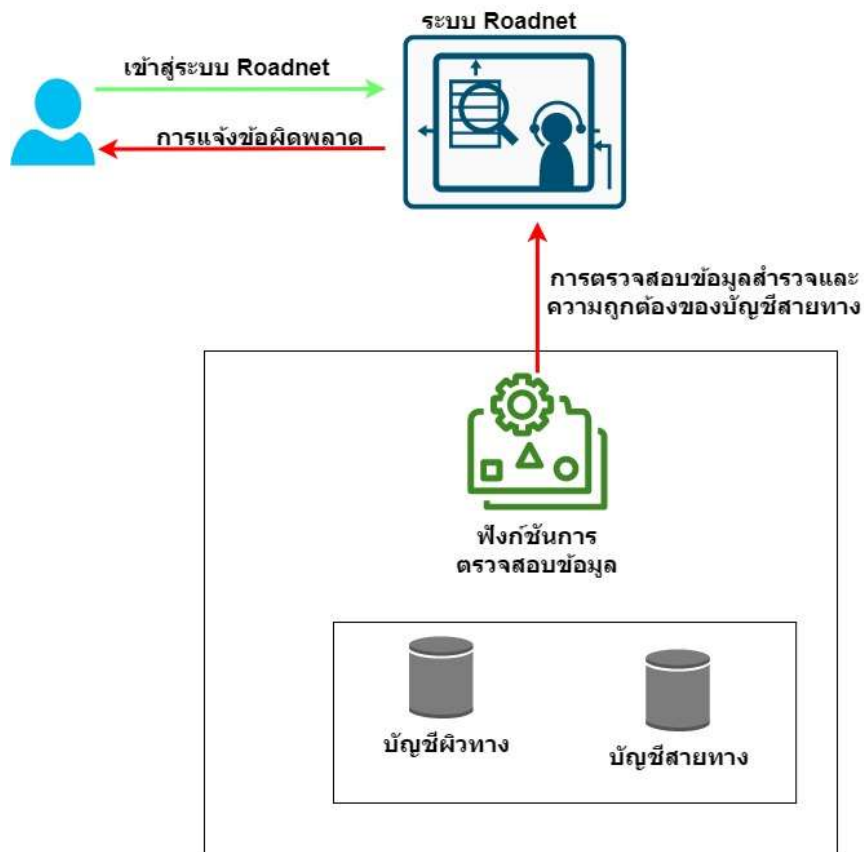 ระบบ Roadnet
เข้าสู่ระบบ Roadnet
การแจ้งข้อผิดพลาด
การตรวจสอบข้อมูลสำรวจและ
ความถูกต้องของบัญชีสายทาง
ฟังก์ชันการ
ตรวจสอบข้อมูล
บัญชีผิวทาง
บัญชีสายทาง